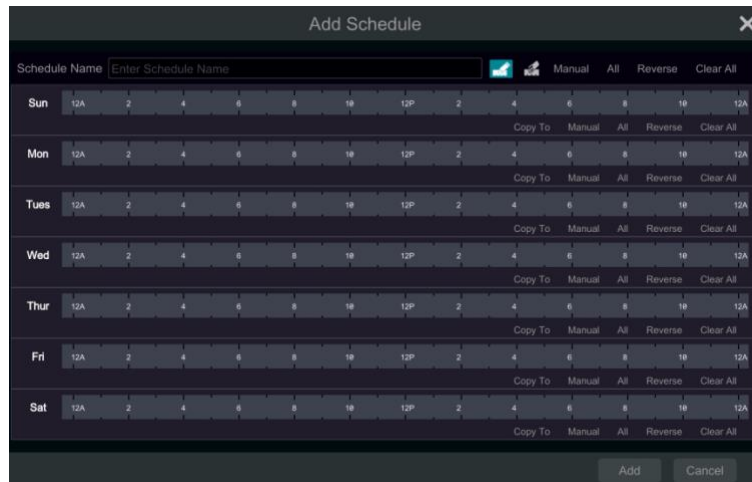 Add Schedule
Schedule Name Enter Schedule Name Manual All Reverse Clear All
Sun 12A 2 4 6 8 10 12P 2 4 6 8 10 12A
Copy To Manual All Reverse Clear All
Mon 12A 2 4 6 8 10 12P 2 4 6 8 10 12A
Copy To Manual All Reverse Clear All
Tues 12A 2 4 6 8 10 12P 2 4 6 8 10 12A
Copy To Manual All Reverse Clear All
Wed 12A 2 4 6 8 10 12P 2 4 6 8 10 12A
Copy To Manual All Reverse Clear All
Thur 12A 2 4 6 8 10 12P 2 4 6 8 10 12A
Copy To Manual All Reverse Clear All
Fri 12A 2 4 6 8 10 12P 2 4 6 8 10 12A
Copy To Manual All Reverse Clear All
Sat 12A 2 4 6 8 10 12P 2 4 6 8 10 12A
Copy To Manual All Reverse Clear All
Add Cancel